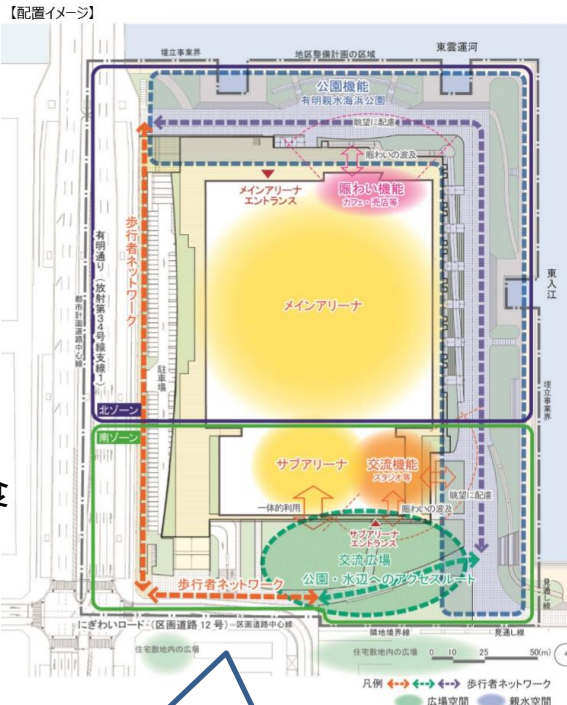 【配置イメージ】
埋立事業界
地区整備計画の区域
東雲運河
公園機能
有明親水海浜公園
眺望に配慮
賑わいの波及
メインアリーナ
エントランス
賑わい機能
カフェ・売店等
歩行者ネットワーク
有明通り(放射第34号線支線1)
都市計画道路中心線
駐車場
メインアリーナ
東入江
埋立事業界
北ゾーン
南ゾーン
サブアリーナ
交流機能
スタジオ等
眺望に配慮
一体的利用
賑わいの波及
サブアリーナ
エントランス
交流広場
公園・水辺へのアクセスルート
歩行者ネットワーク
見通し線
にぎわいロード(区画道路12号)
区画道路中心線
隣地境界線
見通し線
住宅敷地内の広場
住宅敷地内の広場
0 10 25 50(m)
凡例
歩行者ネットワーク
広場空間
親水空間